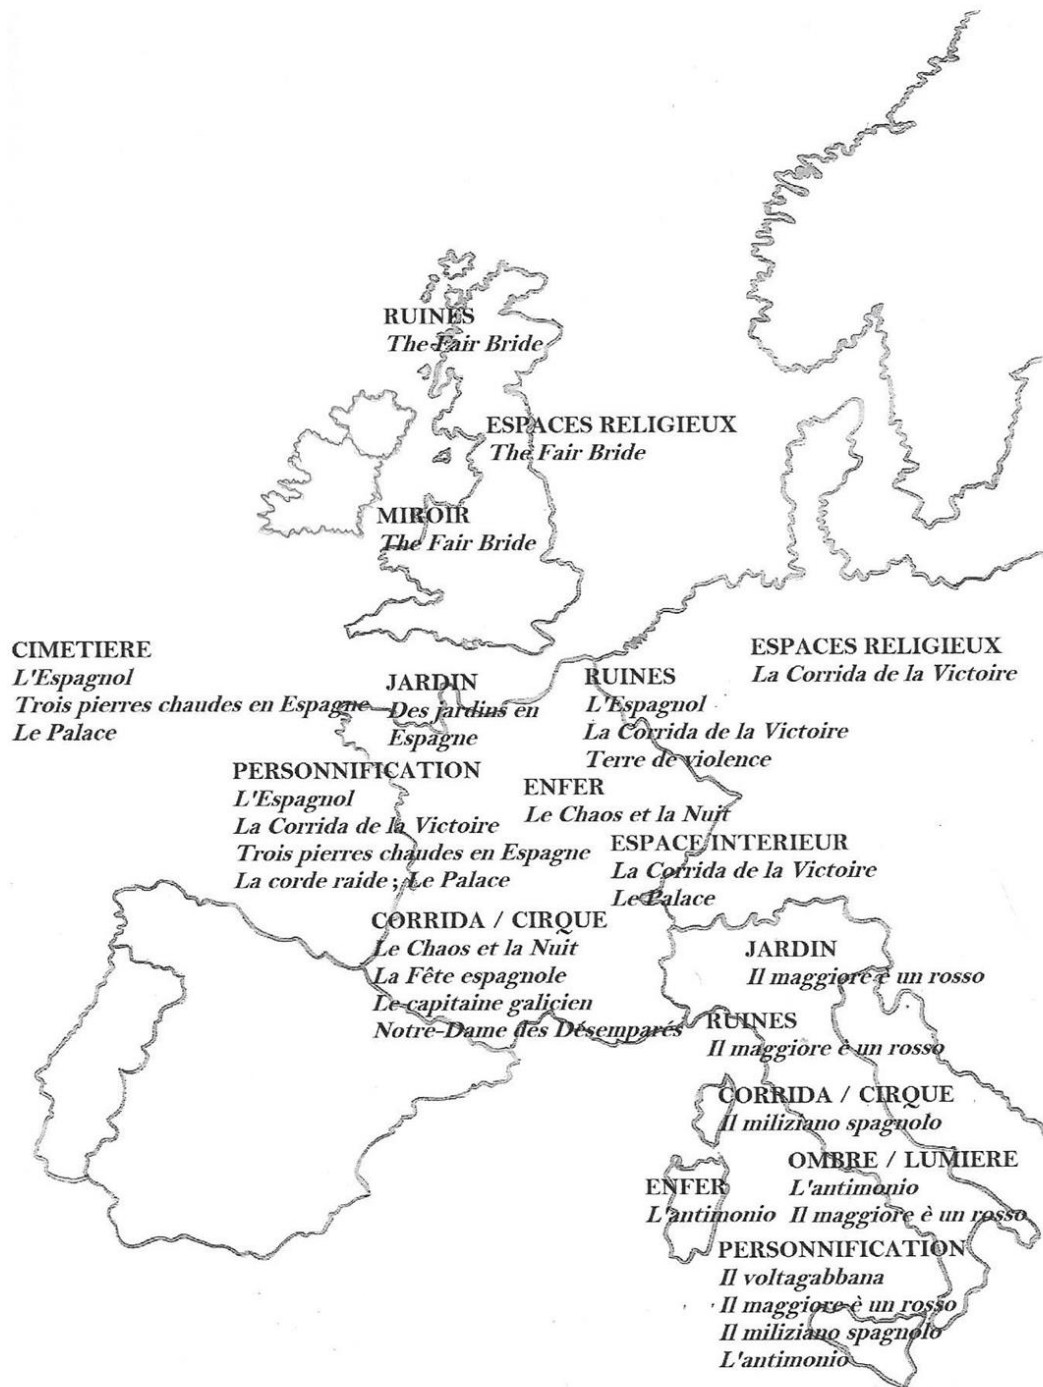 RUINES
The Fair Bride
ESPACES RELIGIEUX
The Fair Bride
MIROIR
The Fair Bride
CIMETIERE
L'Espagnol
Trois pierres chaudes en Espagne
Le Palace
JARDIN
Des jardins en
Espagne
RUINES
L'Espagnol
La Corrida de la Victoire
Terre de violence
ESPACES RELIGIEUX
La Corrida de la Victoire
PERSONNIFICATION
L'Espagnol
La Corrida de la Victoire
Trois pierres chaudes en Espagne
La corde raide ; Le Palace
ENFER
Le Chaos et la Nuit
ESPACE INTERIEUR
La Corrida de la Victoire
Le Palace
CORRIDA / CIRQUE
Le Chaos et la Nuit
La Fête espagnole
Le capitaine galicien
Notre-Dame des Désemparés
JARDIN
Il maggiore è un rosso
RUINES
Il maggiore è un rosso
CORRIDA / CIRQUE
Il miliziano spagnolo
OMBRE / LUMIERE
L'antimonio
Il maggiore è un rosso
ENFER
L'antimonio
PERSONNIFICATION
Il voltagabbana
Il maggiore è un rosso
Il miliziano spagnolo
L'antimonio